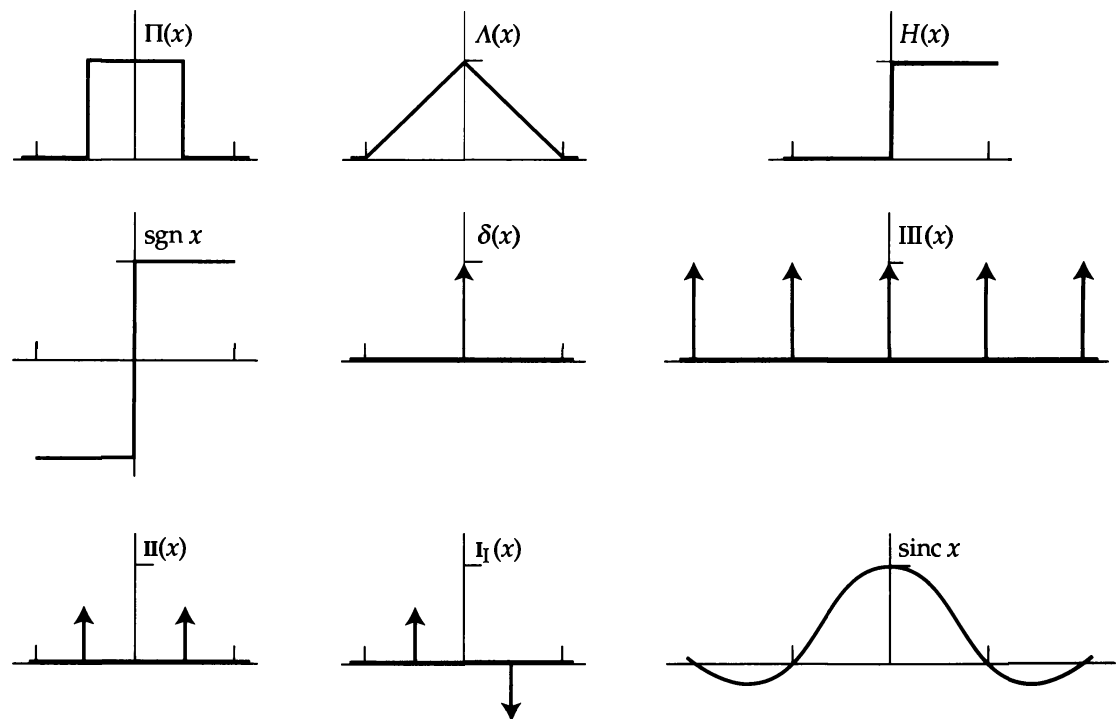 Π(x)
Λ(x)
H(x)
sgn x
δ(x)
III(x)
II(x)
I_I(x)
sinc x